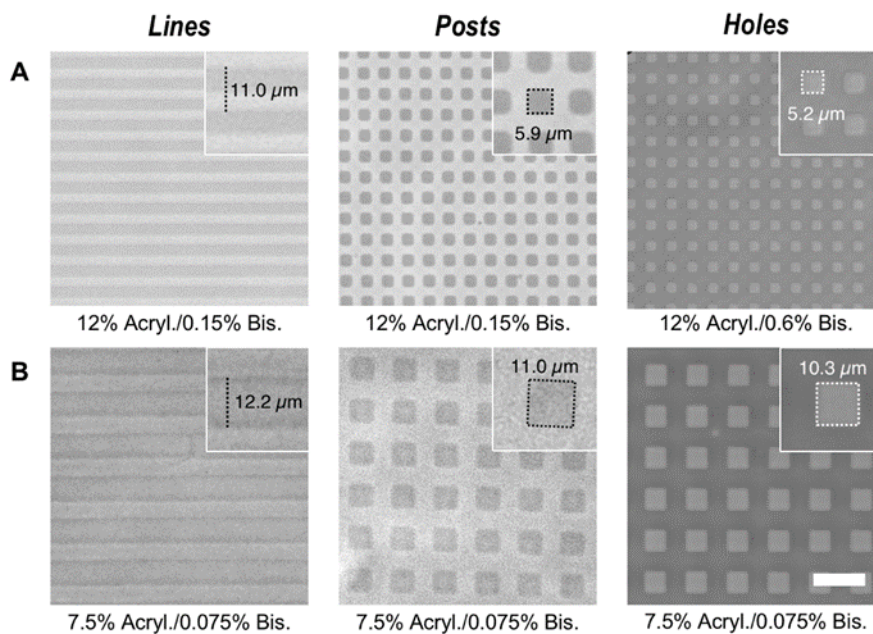 Lines Posts Holes
A
11.0 µm
5.9 µm
5.2 µm
12% Acryl./0.15% Bis. 12% Acryl./0.15% Bis. 12% Acryl./0.6% Bis.
B
12.2 µm
11.0 µm
10.3 µm
7.5% Acryl./0.075% Bis. 7.5% Acryl./0.075% Bis. 7.5% Acryl./0.075% Bis.